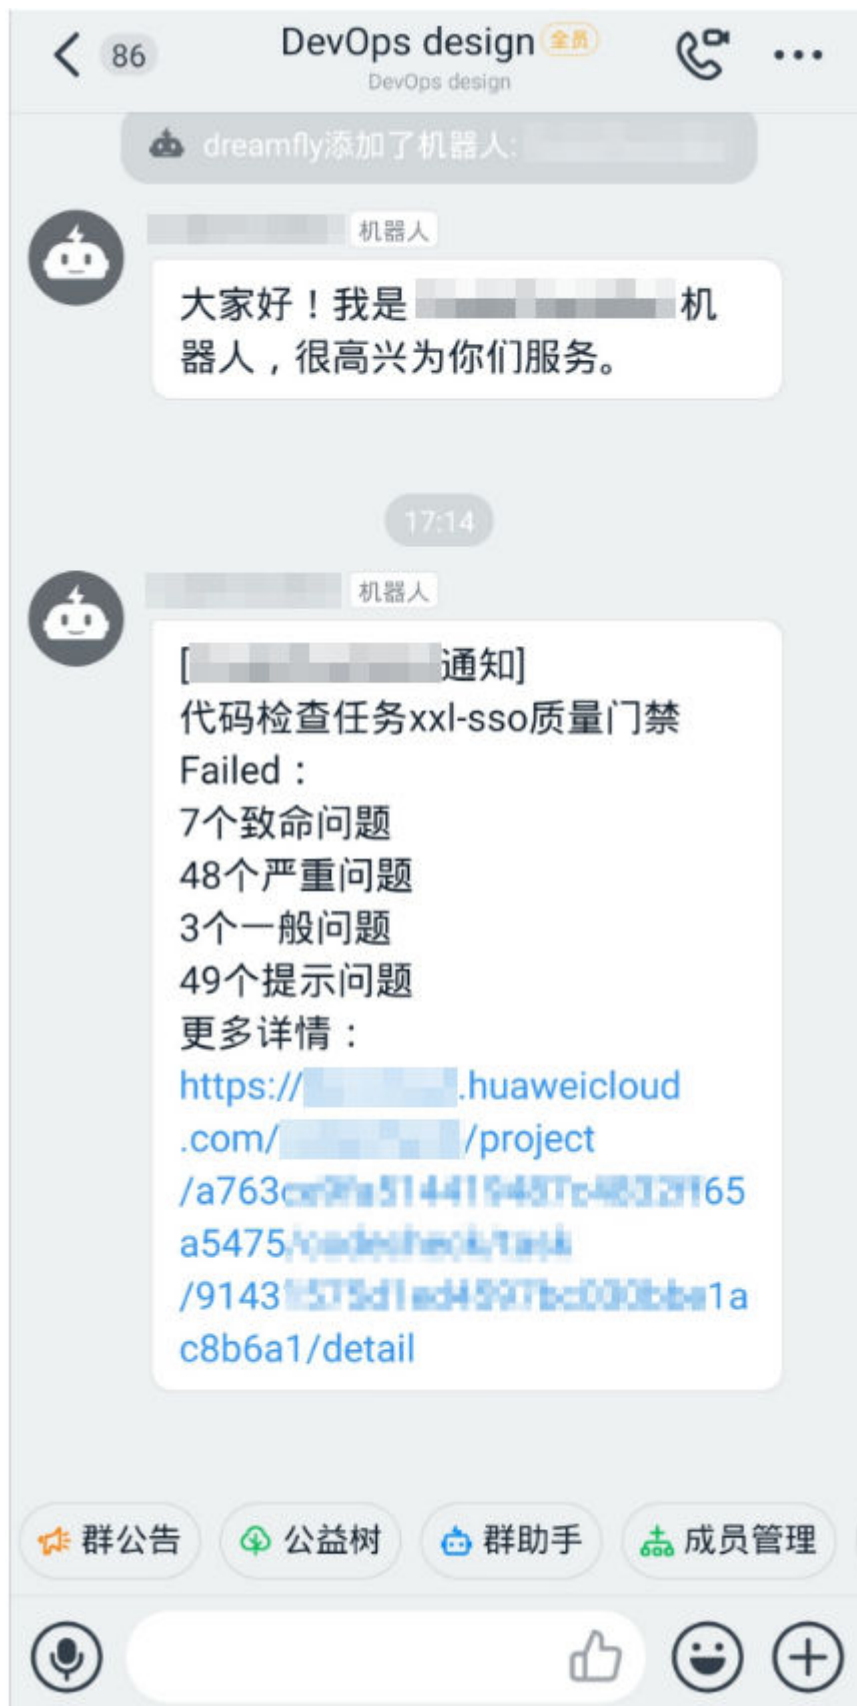 86
DevOps design 全员
DevOps design
dreamfly添加了机器人:
机器人
大家好！我是 机
器人，很高兴为你们服务。
17:14
机器人
[ 通知]
代码检查任务xxl-sso质量门禁
Failed：
7个致命问题
48个严重问题
3个一般问题
49个提示问题
更多详情：
https:// .huaweicloud
.com/ /project
/a763 65
a5475
/9143 1a
c8b6a1/detail
群公告
公益树
群助手
成员管理